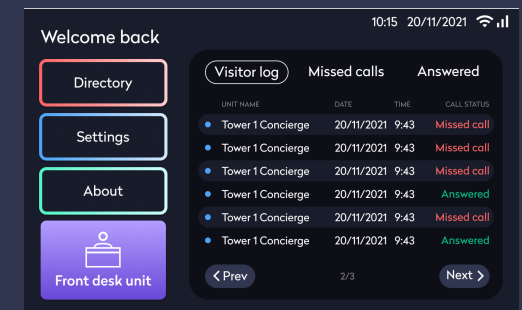 10:15 20/11/2021
Welcome back
Directory
Settings
About
Front desk unit
Visitor log Missed calls Answered
UNIT NAME DATE TIME CALL STATUS
Tower 1 Concierge 20/11/2021 9:43 Missed call
Tower 1 Concierge 20/11/2021 9:43 Missed call
Tower 1 Concierge 20/11/2021 9:43 Missed call
Tower 1 Concierge 20/11/2021 9:43 Answered
Tower 1 Concierge 20/11/2021 9:43 Missed call
Tower 1 Concierge 20/11/2021 9:43 Answered
Prev 2/3 Next